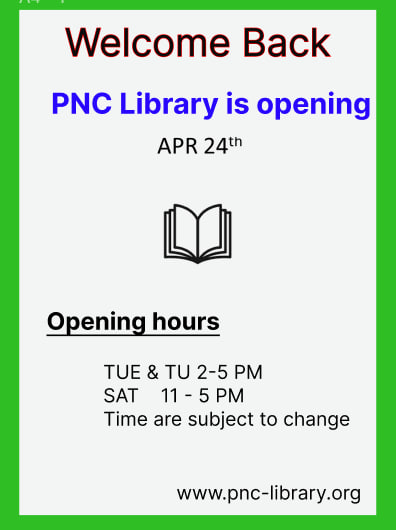 Welcome Back
PNC Library is opening
APR 24th
Opening hours
TUE & TU 2-5 PM
SAT 11 - 5 PM
Time are subject to change
www.pnc-library.org